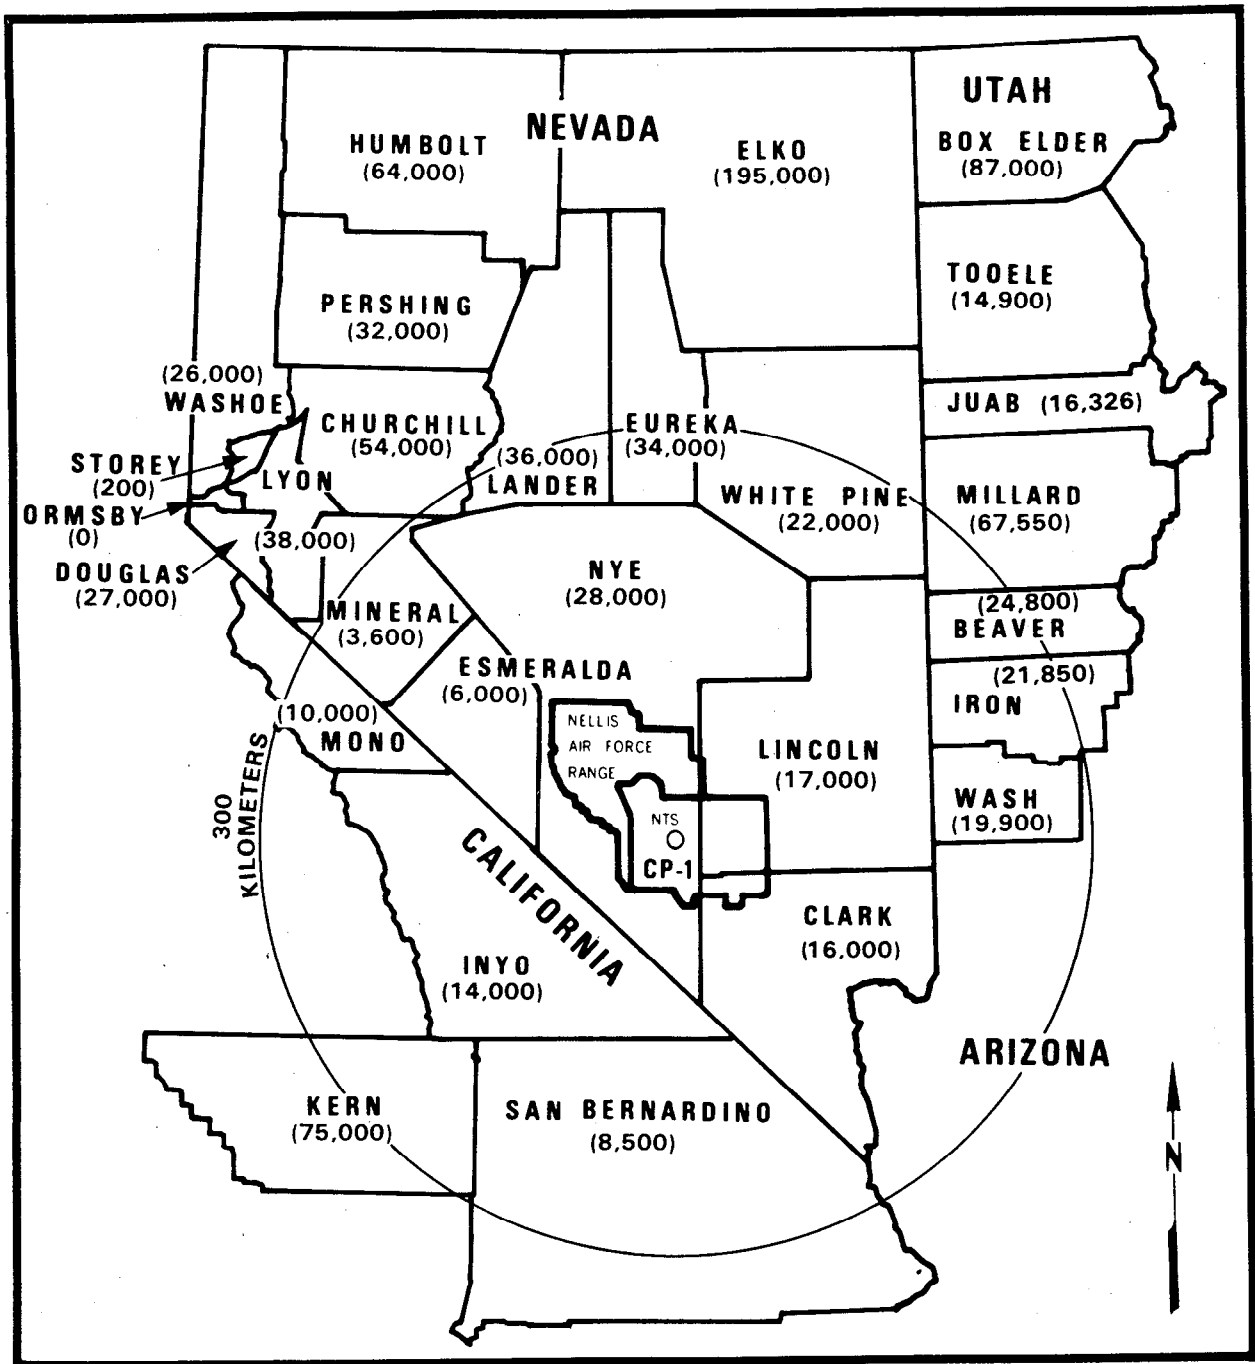 UTAH
NEVADA
HUMBOLT
(64,000)
ELKO
(195,000)
BOX ELDER
(87,000)
TOOELE
(14,900)
PERSHING
(32,000)
(26,000)
WASHOE
JUAB (16,326)
CHURCHILL
(54,000)
EUREKA
(34,000)
(36,000)
LANDER
STOREY
(200)
LYON
WHITE PINE
(22,000)
MILLARD
(67,550)
ORMSBY
(0)
(38,000)
DOUGLAS
(27,000)
NYE
(28,000)
(24,800)
BEAVER
MINERAL
(3,600)
ESMERALDA
(6,000)
(21,850)
IRON
(10,000)
MONO
NELLIS
AIR FORCE
RANGE
LINCOLN
(17,000)
300
KILOMETERS
WASH
(19,900)
NTS
CP-1
CALIFORNIA
CLARK
(16,000)
INYO
(14,000)
ARIZONA
KERN
(75,000)
SAN BERNARDINO
(8,500)
N